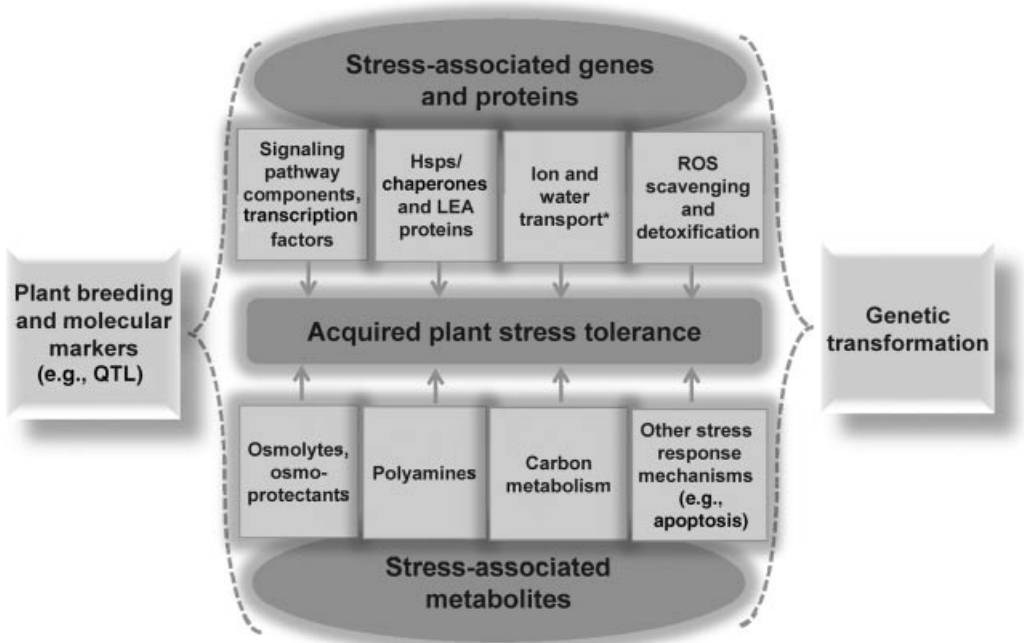 Stress-associated genes
and proteins
Signaling
pathway
components,
transcription
factors
Hsps/
chaperones
and LEA
proteins
Ion and
water
transport*
ROS
scavenging
and
detoxification
Plant breeding
and molecular
markers
(e.g., QTL)
Acquired plant stress tolerance
Genetic
transformation
Osmolytes,
osmo-
protectants
Polyamines
Carbon
metabolism
Other stress
response
mechanisms
(e.g.,
apoptosis)
Stress-associated
metabolites